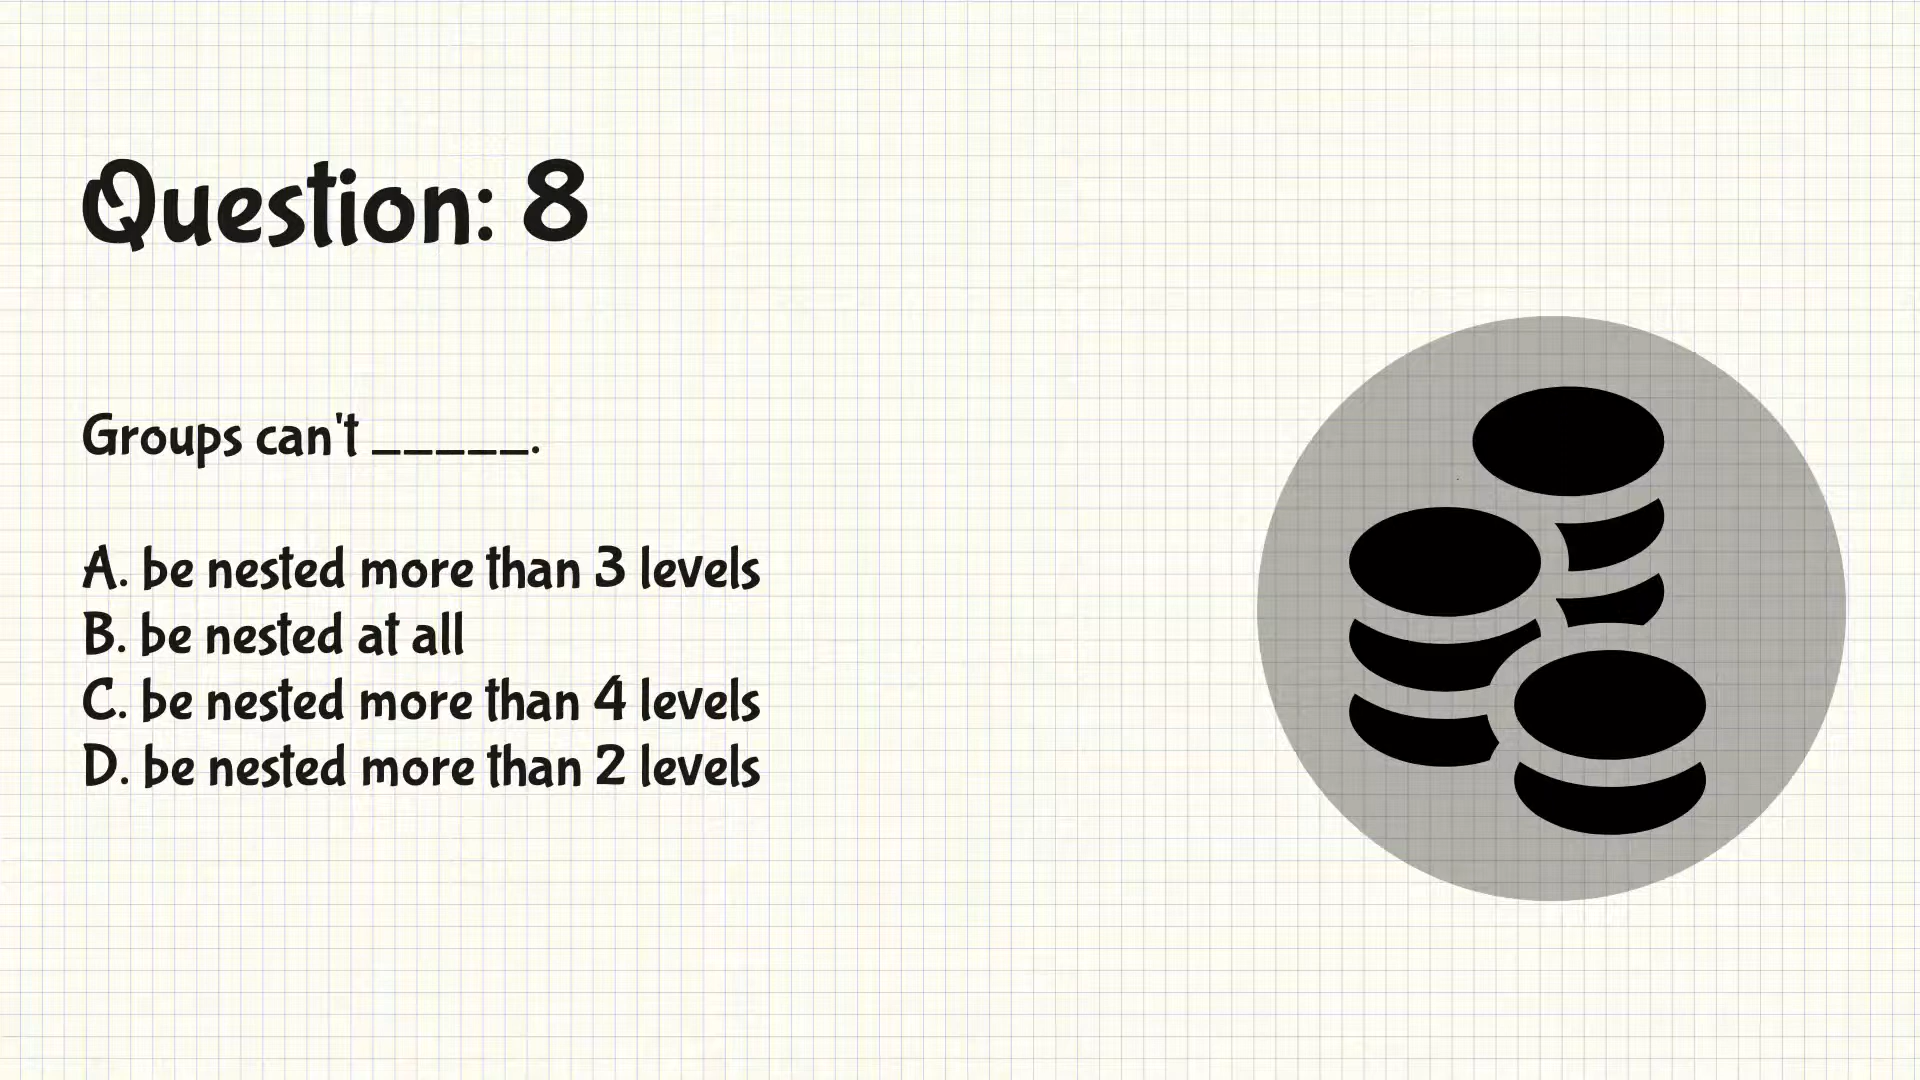 Question: 8
Groups can't _____.
A. be nested more than 3 levels
B. be nested at all
C. be nested more than 4 levels
D. be nested more than 2 levels